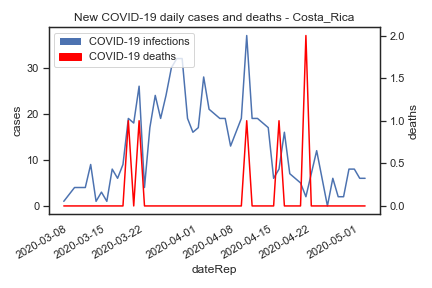 New COVID-19 daily cases and deaths - Costa_Rica
COVID-19 infections
COVID-19 deaths
cases
30
20
10
0
deaths
2.0
1.5
1.0
0.5
0.0
2020-03-08
2020-03-15
2020-03-22
2020-04-01
2020-04-08
2020-04-15
2020-04-22
2020-05-01
dateRep